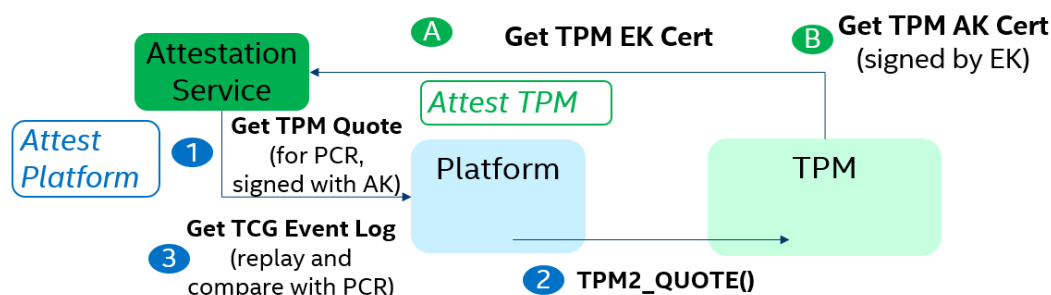 A
Get TPM EK Cert
B
Get TPM AK Cert
(signed by EK)
Attestation
Service
Attest TPM
Attest
Platform
1
Get TPM Quote
(for PCR,
signed with AK)
Platform
TPM
3
Get TCG Event Log
(replay and
compare with PCR)
2
TPM2_QUOTE()